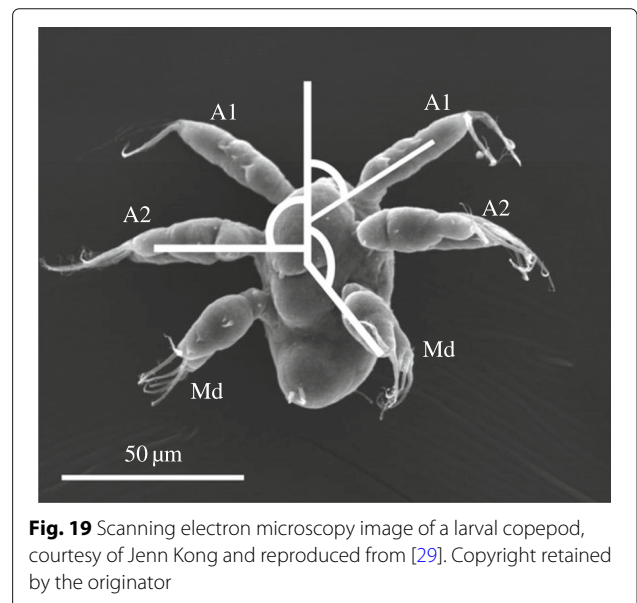 A1
A1
A2
A2
Md
Md
50 µm
Fig. 19 Scanning electron microscopy image of a larval copepod,
courtesy of Jenn Kong and reproduced from [29]. Copyright retained
by the originator